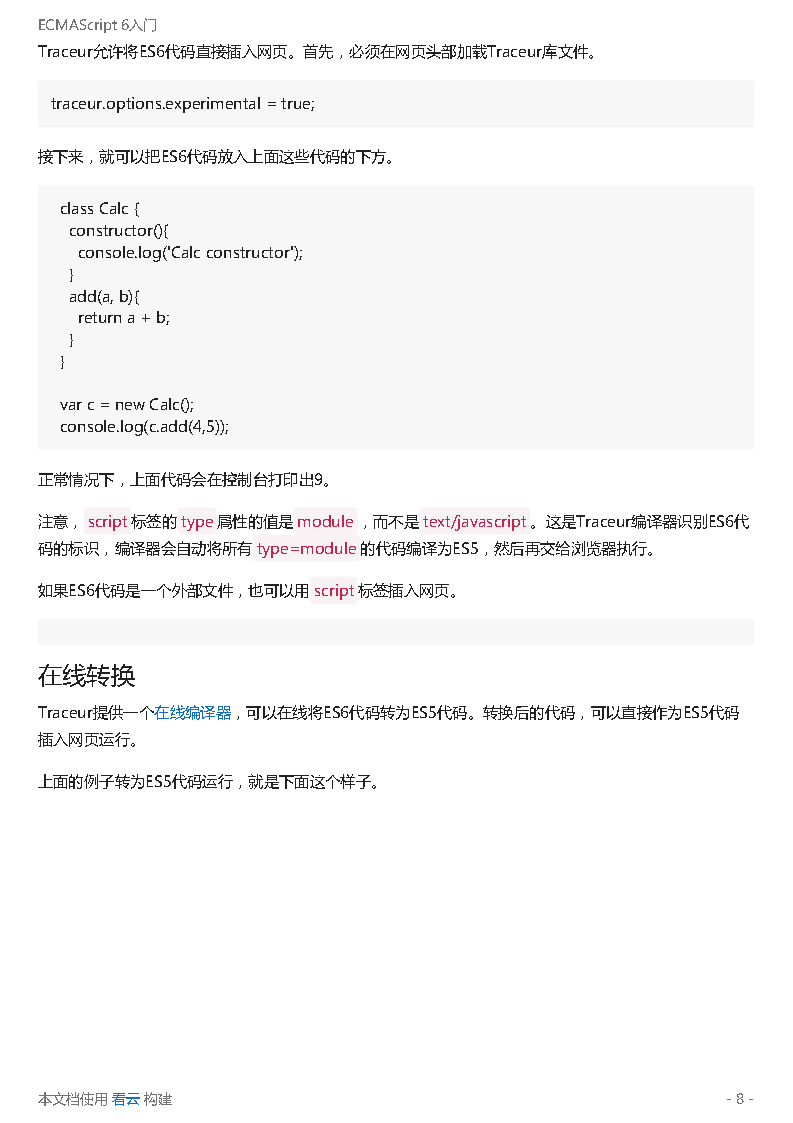 ECMAScript 6入门
Traceur允许将ES6代码直接插入网页。首先，必须在网页头部加载Traceur库文件。
traceur.options.experimental = true;
接下来，就可以把ES6代码放入上面这些代码的下方。
class Calc {
constructor(){
console.log('Calc constructor');
}
add(a, b){
return a + b;
}
}
var c = new Calc();
console.log(c.add(4,5));
正常情况下，上面代码会在控制台打印出9。
注意，script标签的type属性的值是module，而不是text/javascript。这是Traceur编译器识别ES6代
码的标识，编译器会自动将所有type=module的代码编译为ES5，然后再交给浏览器执行。
如果ES6代码是一个外部文件，也可以用script标签插入网页。
在线转换
Traceur提供一个在线编译器，可以在线将ES6代码转为ES5代码。转换后的代码，可以直接作为ES5代码
插入网页运行。
上面的例子转为ES5代码运行，就是下面这个样子。
本文档使用 看云 构建
- 8 -